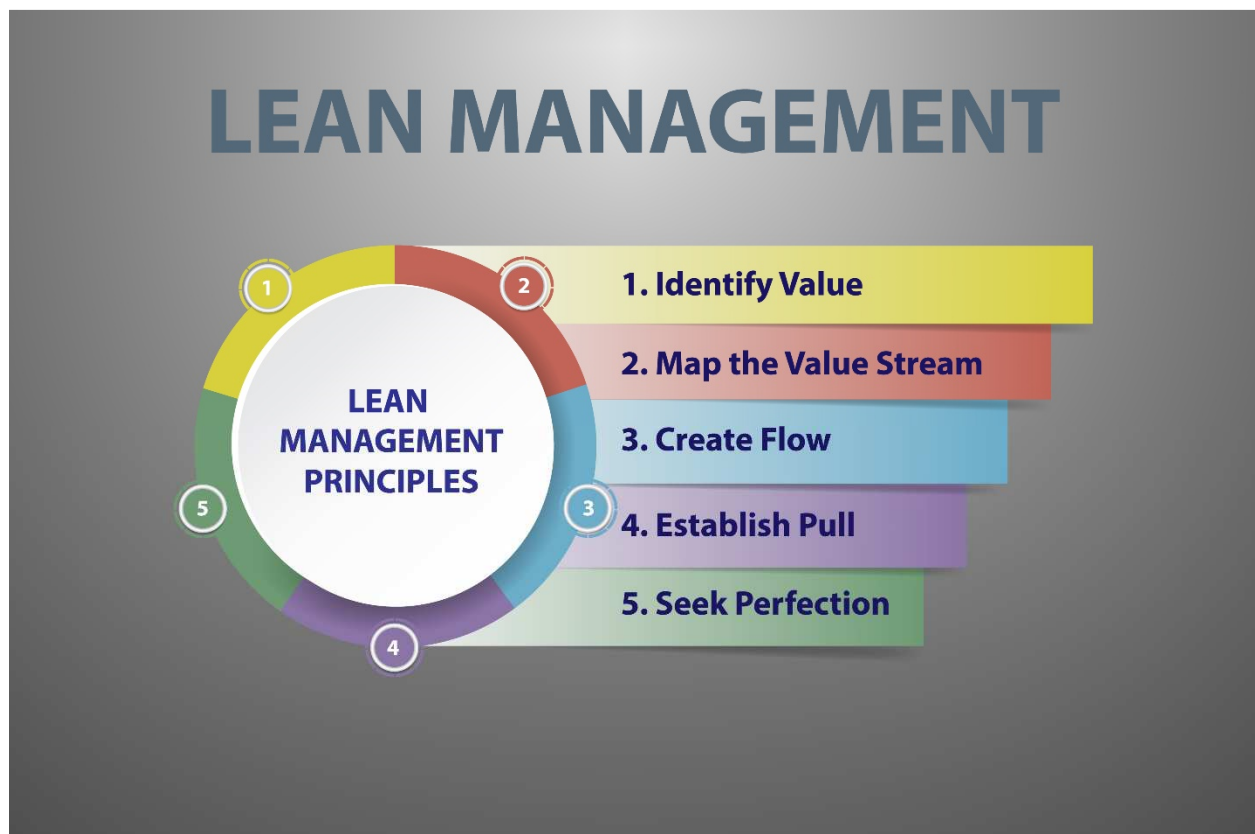 LEAN MANAGEMENT
1
2
1. Identify Value
2. Map the Value Stream
LEAN
MANAGEMENT
PRINCIPLES
3. Create Flow
5
3
4. Establish Pull
5. Seek Perfection
4